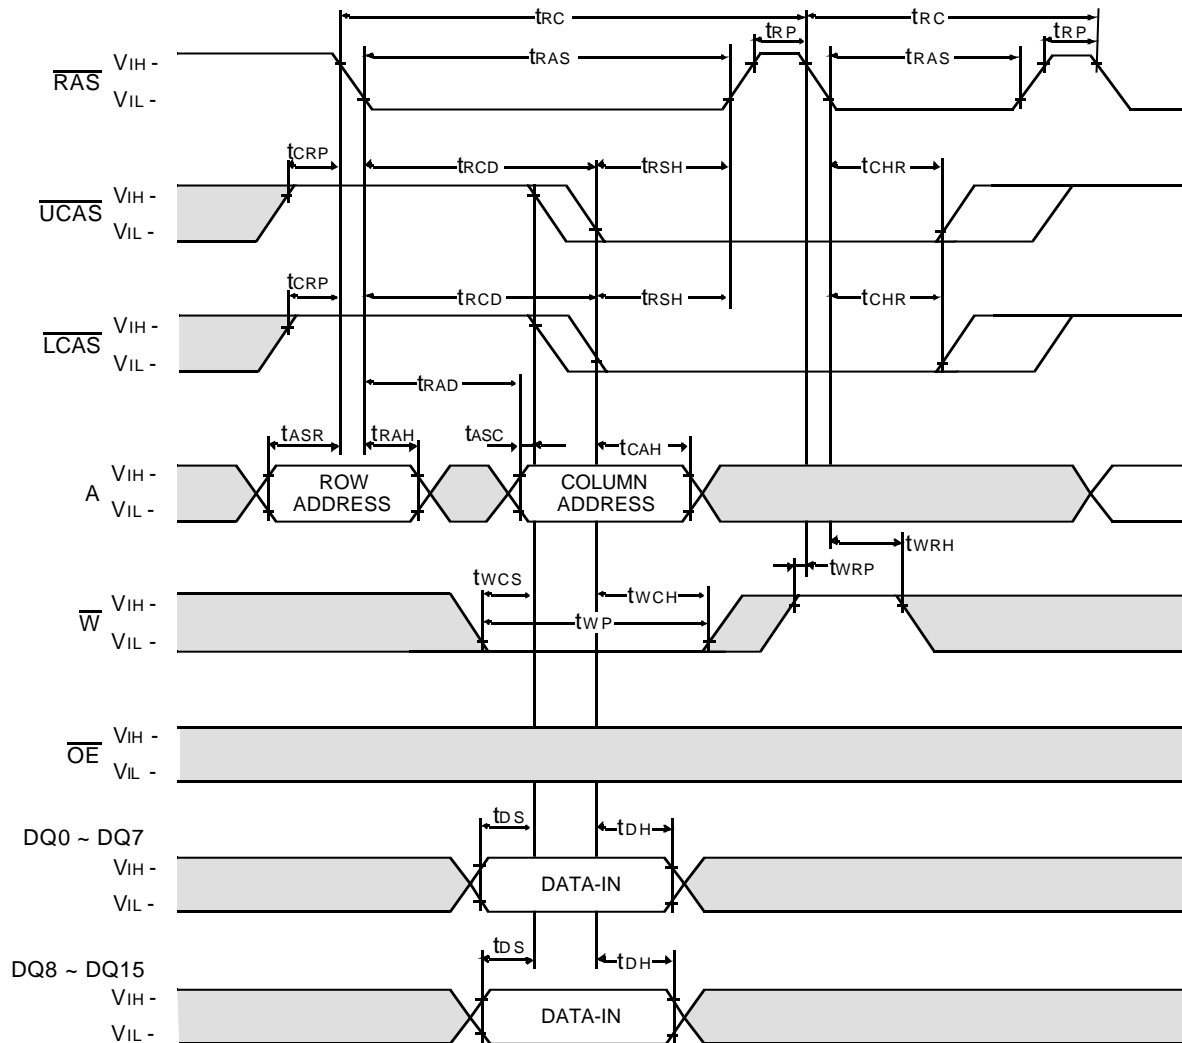 tRC tRC
tRP tRP
RAS VIH - tRAS tRAS
VIL -
tCRP tRCD tRSH tCHR
UCAS VIH -
VIL -
tCRP tRCD tRSH tCHR
LCAS VIH -
VIL -
tRAD
tASR tRAH tASC tCAH
A VIH - ROW ADDRESS COLUMN ADDRESS
VIL -
tWRH
tWRP
tWCS tWCH
W VIH - tWP
VIL -
OE VIH -
VIL -
tDS tDH
DQ0 ~ DQ7
VIH -
DATA-IN
VIL -
tDS tDH
DQ8 ~ DQ15
VIH -
DATA-IN
VIL -